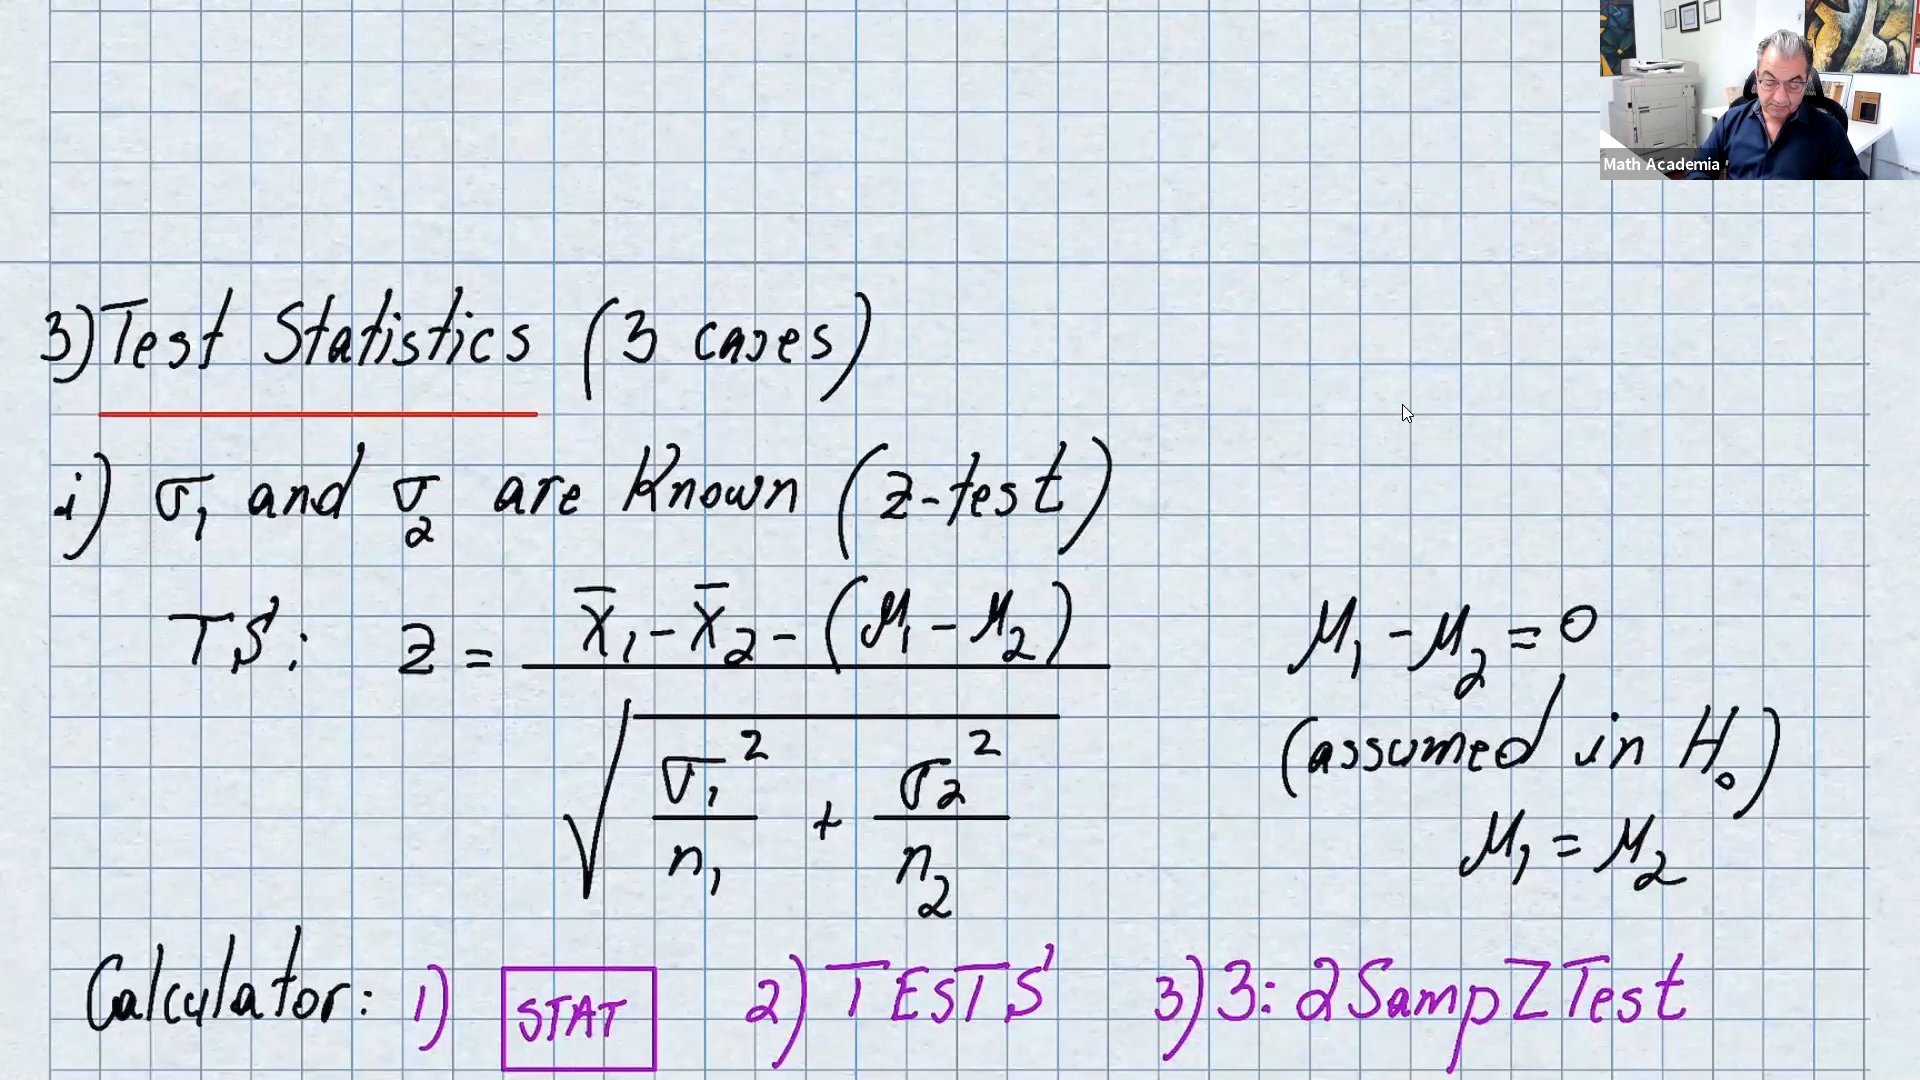 Math Academia
3) Test Statistics (3 cases)
i) σ₁ and σ₂ are Known (z-test)
TS: z = x̄₁ - x̄₂ - (μ₁ - μ₂)
μ₁ - μ₂ = 0
√ σ₁² / n₁ + σ₂² / n₂
(assumed in H₀)
μ₁ = μ₂
Calculator: 1) STAT 2) TESTS 3) 3: 2SampZTest